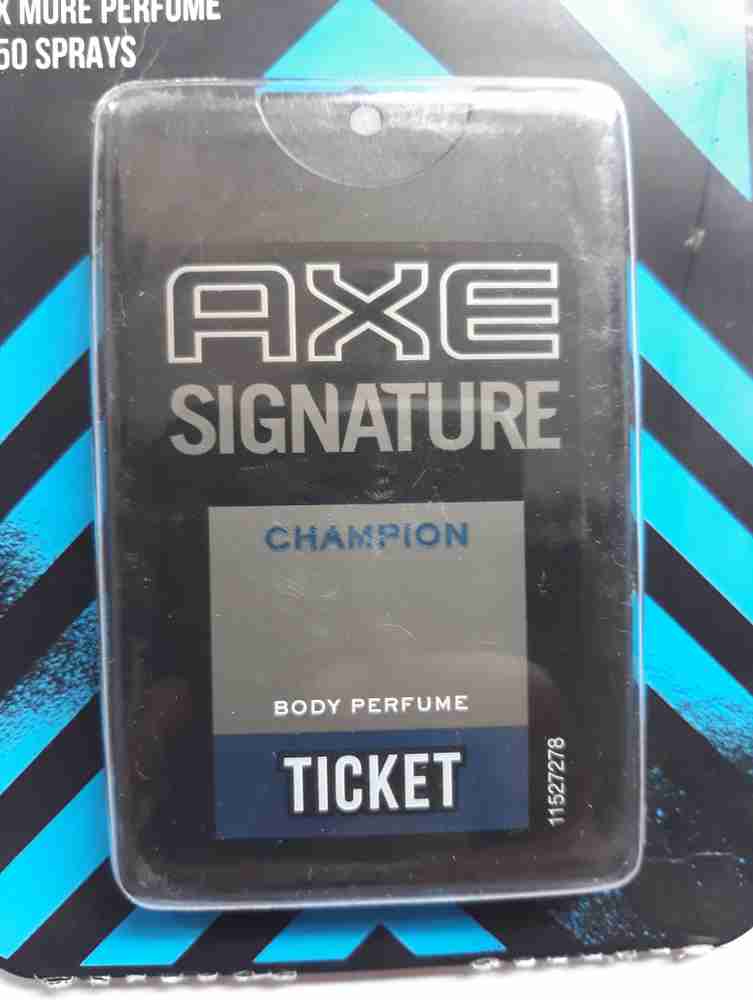 X MORE PERFUME
50 SPRAYS
AXE
SIGNATURE
CHAMPION
BODY PERFUME
TICKET
11527278